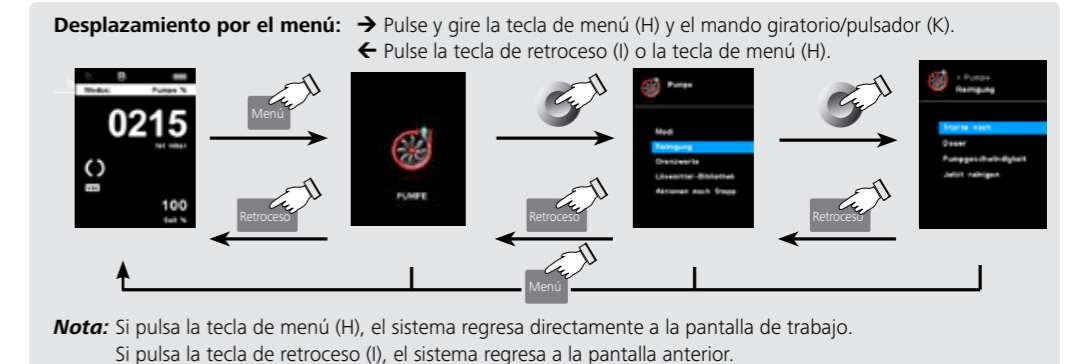 Desplazamiento por el menú: → Pulse y gire la tecla de menú (H) y el mando giratorio/pulsador (K).
← Pulse la tecla de retroceso (I) o la tecla de menú (H).
B
Modus: Pumpe %
0215
Ist mbar
100
Soll %
Menú
PUMPE
Pumpe
Modi
Reinigung
Grenzwerte
Lösemittel-Bibliothek
Aktionen nach Stopp
< Pumpe
Reinigung
Starte nach...
Dauer
Pumpgeschwindigkeit
Jetzt reinigen
Retroceso
Retroceso
Retroceso
Menú
Nota: Si pulsa la tecla de menú (H), el sistema regresa directamente a la pantalla de trabajo.
Si pulsa la tecla de retroceso (I), el sistema regresa a la pantalla anterior.